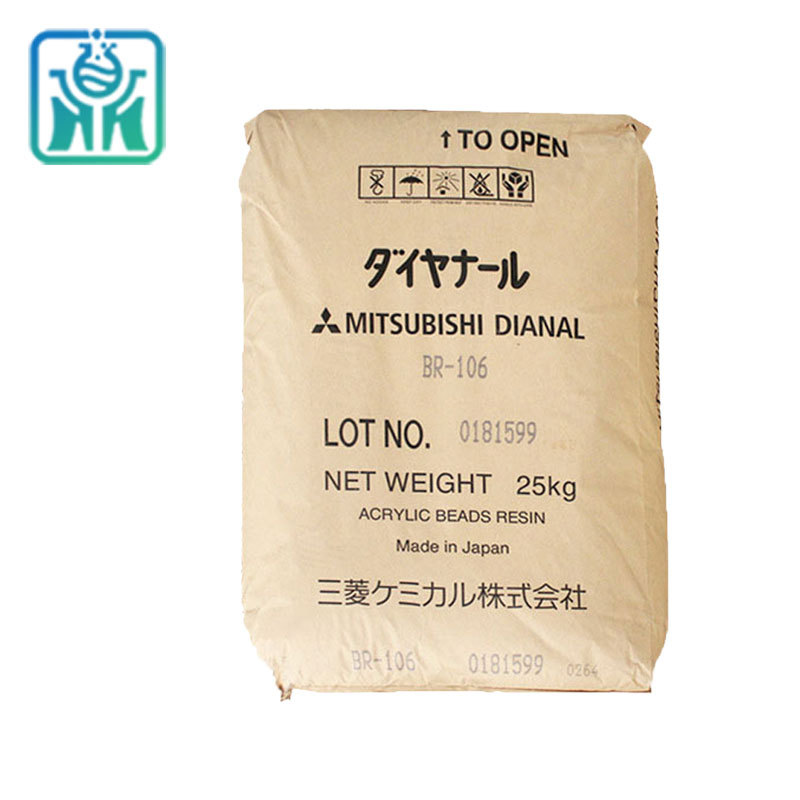 ↑TO OPEN
ダイヤナール
MITSUBISHI DIANAL
BR-106
LOT NO. 0181599
NET WEIGHT 25kg
ACRYLIC BEADS RESIN
Made in Japan
三菱ケミカル株式会社
BR-106 0181599 0264